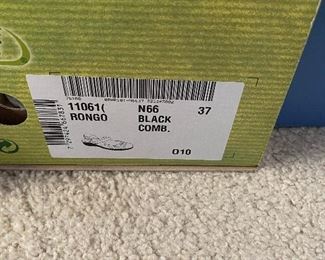 11061( N66 37
RONGO BLACK
COMB.
010